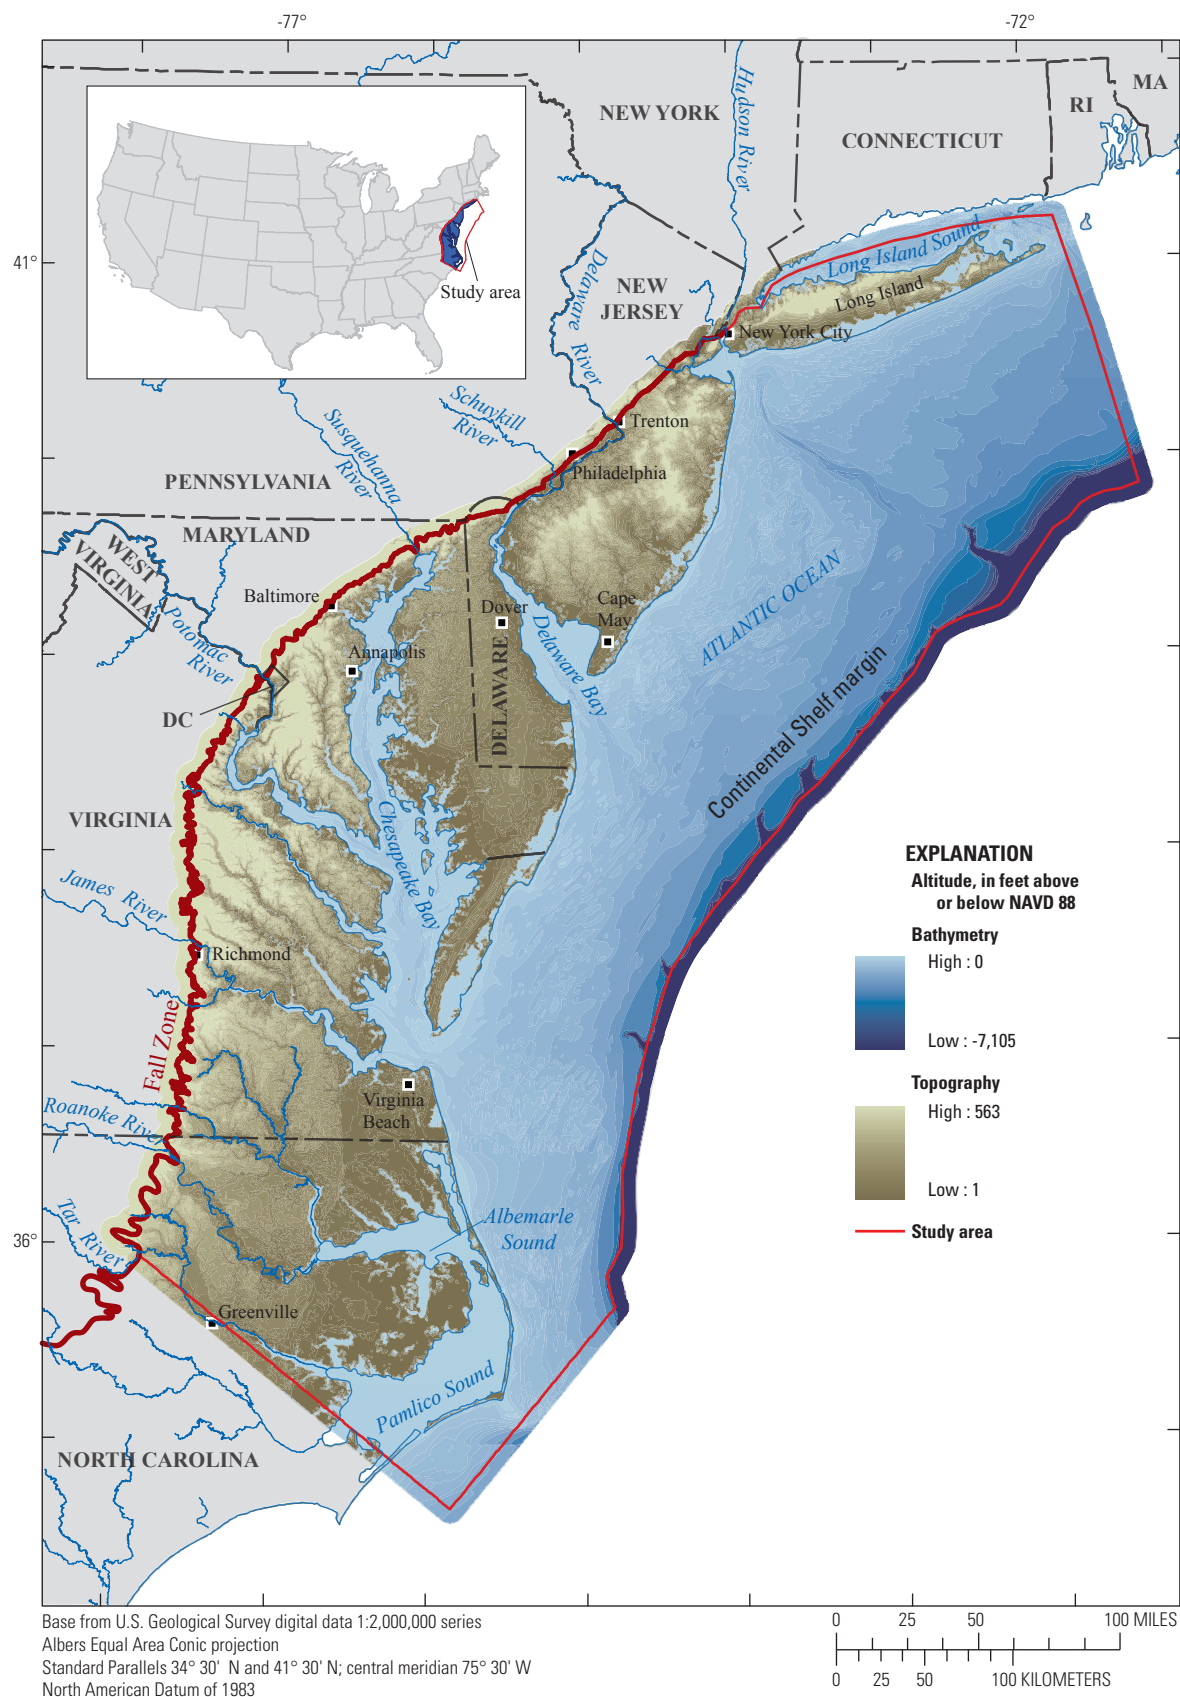 -77°
-72°
41°
36°
NEW YORK
Hudson River
CONNECTICUT
RI
MA
Study area
Delaware
River
NEW
JERSEY
Long Island Sound
Long Island
New York City
Schuykill
River
Susquehanna
River
Trenton
Philadelphia
PENNSYLVANIA
MARYLAND
WEST
VIRGINIA
Potomac
River
Baltimore
Annapolis
DC
Dover
DELAWARE
Cape
May
Delaware Bay
ATLANTIC OCEAN
Continental Shelf margin
VIRGINIA
Chesapeake Bay
James River
Richmond
Fall Zone
Virginia
Beach
Roanoke River
Tar River
Albemarle
Sound
Greenville
Pamlico Sound
NORTH CAROLINA
EXPLANATION
Altitude, in feet above
or below NAVD 88
Bathymetry
High : 0
Low : -7,105
Topography
High : 563
Low : 1
Study area
Base from U.S. Geological Survey digital data 1:2,000,000 series
Albers Equal Area Conic projection
Standard Parallels 34° 30' N and 41° 30' N; central meridian 75° 30' W
North American Datum of 1983
0 25 50 100 MILES
0 25 50 100 KILOMETERS